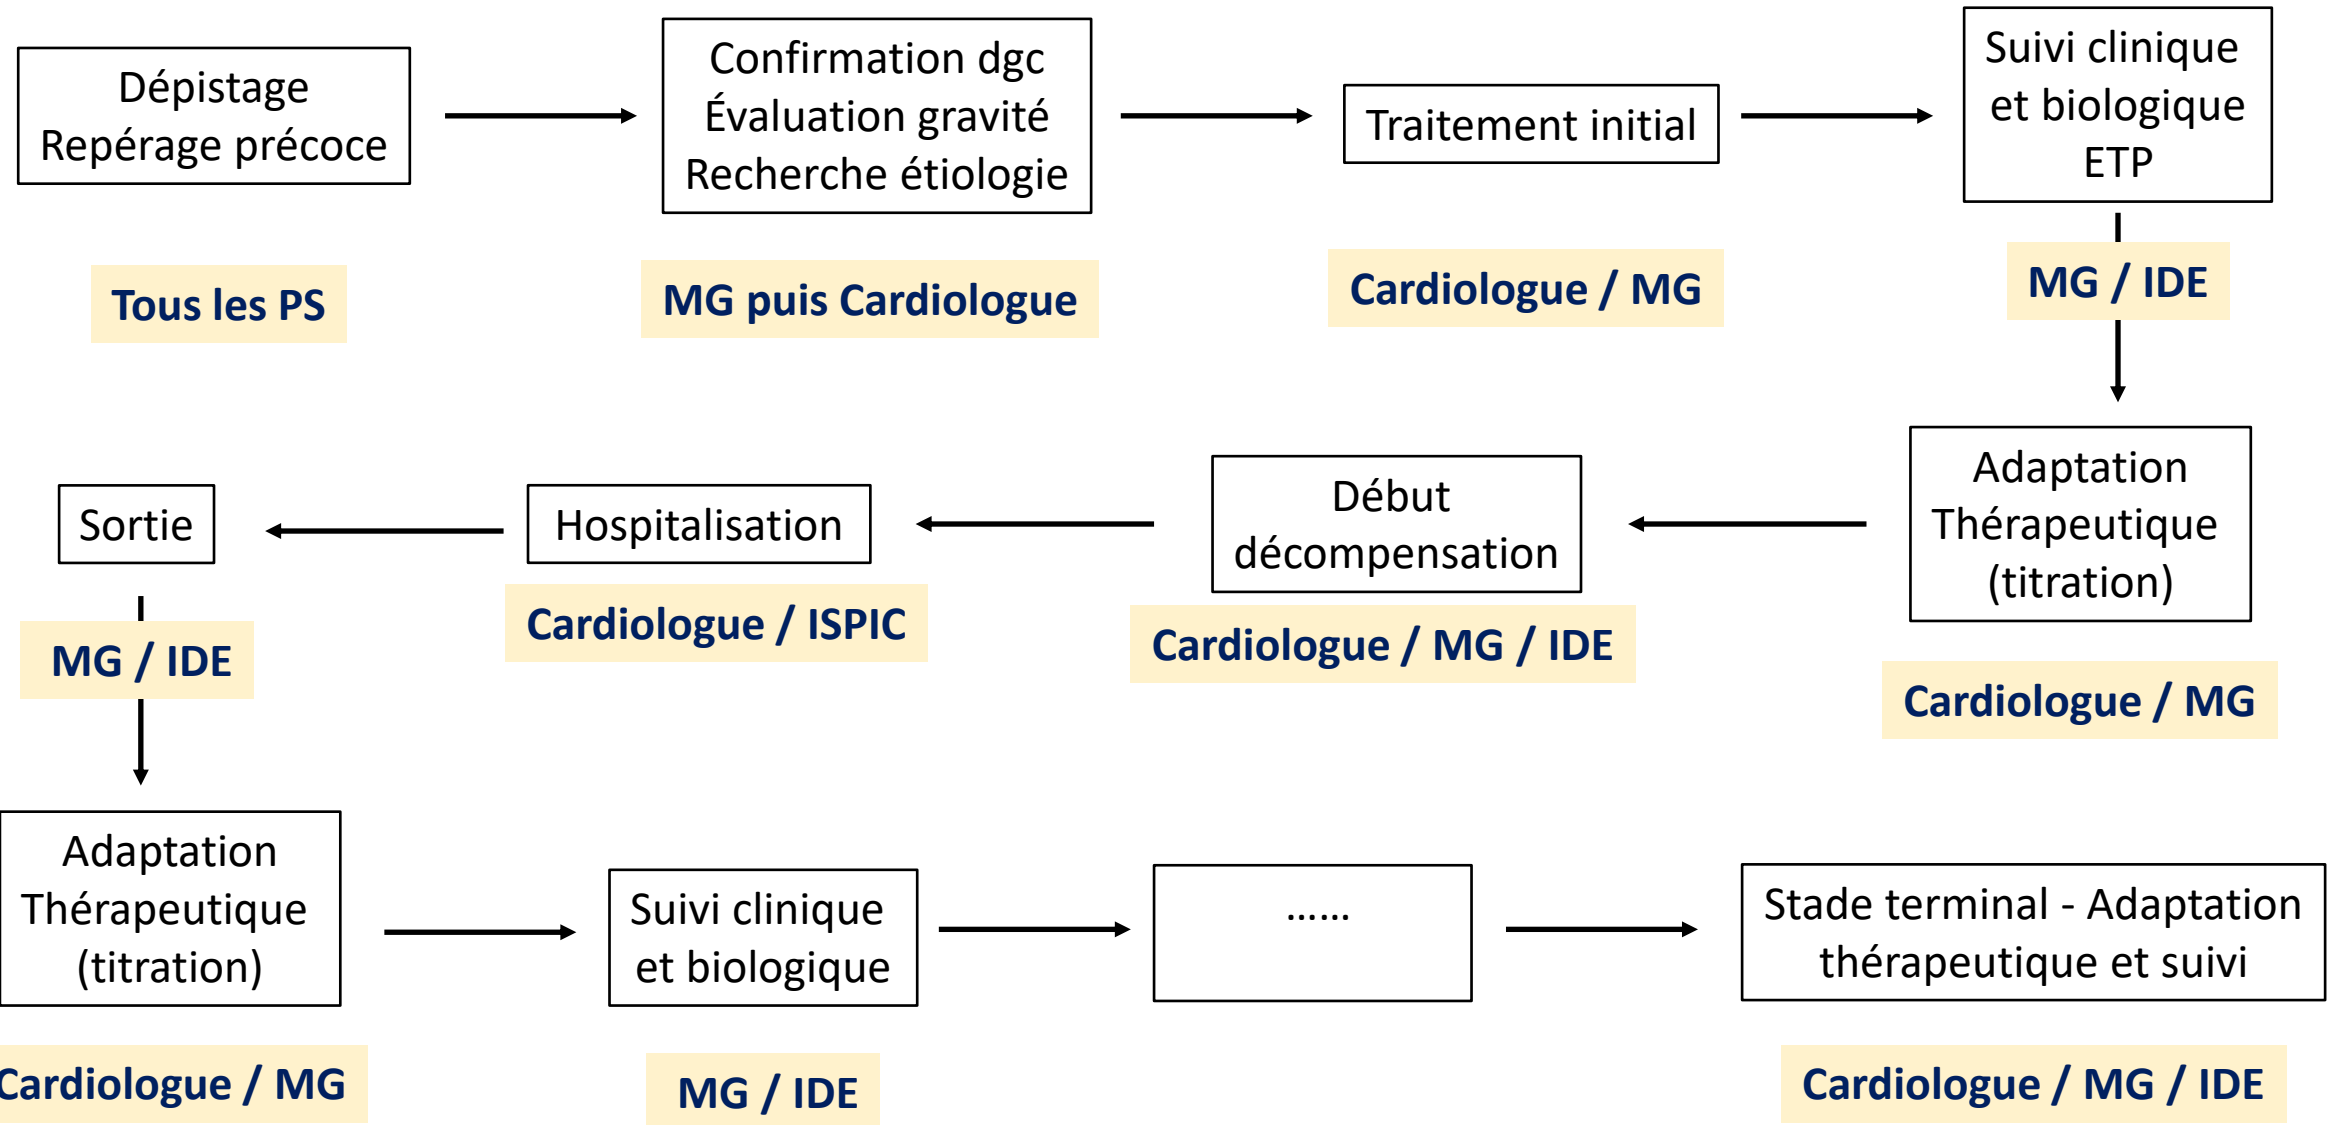 Dépistage
Repérage précoce
Tous les PS
Confirmation dgc
Évaluation gravité
Recherche étiologie
MG puis Cardiologue
Traitement initial
Cardiologue / MG
Suivi clinique
et biologique
ETP
MG / IDE
Adaptation
Thérapeutique
(titration)
Cardiologue / MG
Début
décompensation
Cardiologue / MG / IDE
Hospitalisation
Cardiologue / ISPIC
Sortie
MG / IDE
Adaptation
Thérapeutique
(titration)
Cardiologue / MG
Suivi clinique
et biologique
MG / IDE
......
Stade terminal - Adaptation
thérapeutique et suivi
Cardiologue / MG / IDE